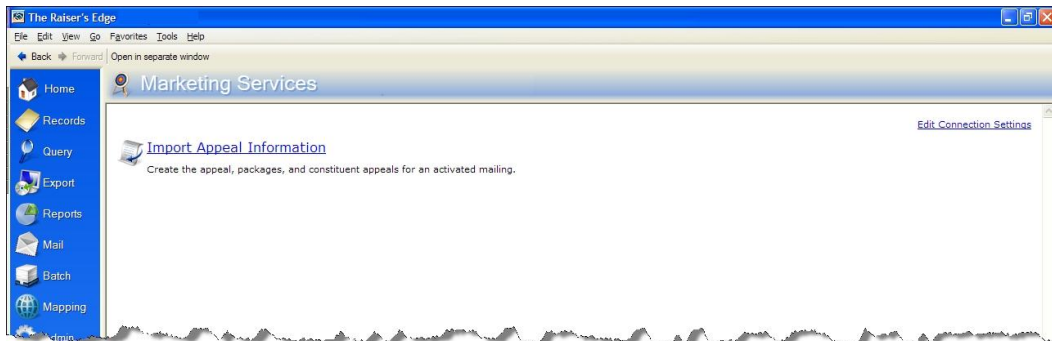 The Raiser's Edge
File Edit View Go Favorites Tools Help
Back Forward Open in separate window
Marketing Services
Home
Records
Query
Export
Reports
Mail
Batch
Mapping
Admin
Edit Connection Settings
Import Appeal Information
Create the appeal, packages, and constituent appeals for an activated mailing.